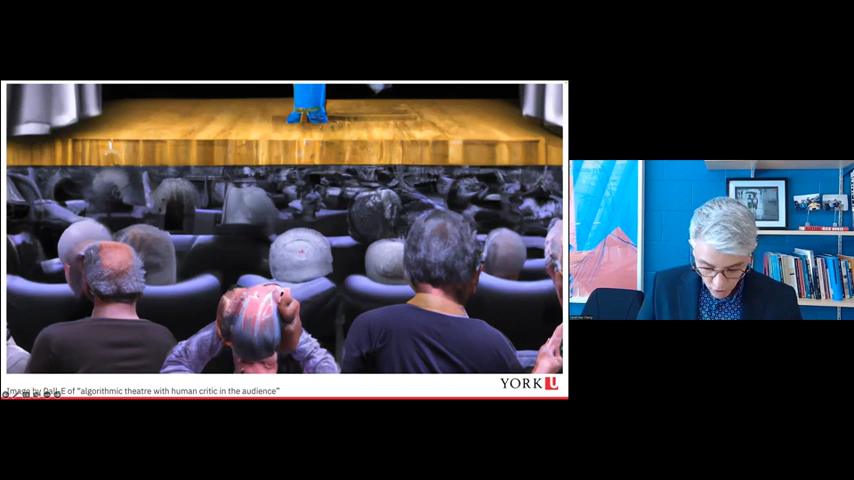 Image by Dall-E of "algorithmic theatre with human critic in the audience"
YORK U